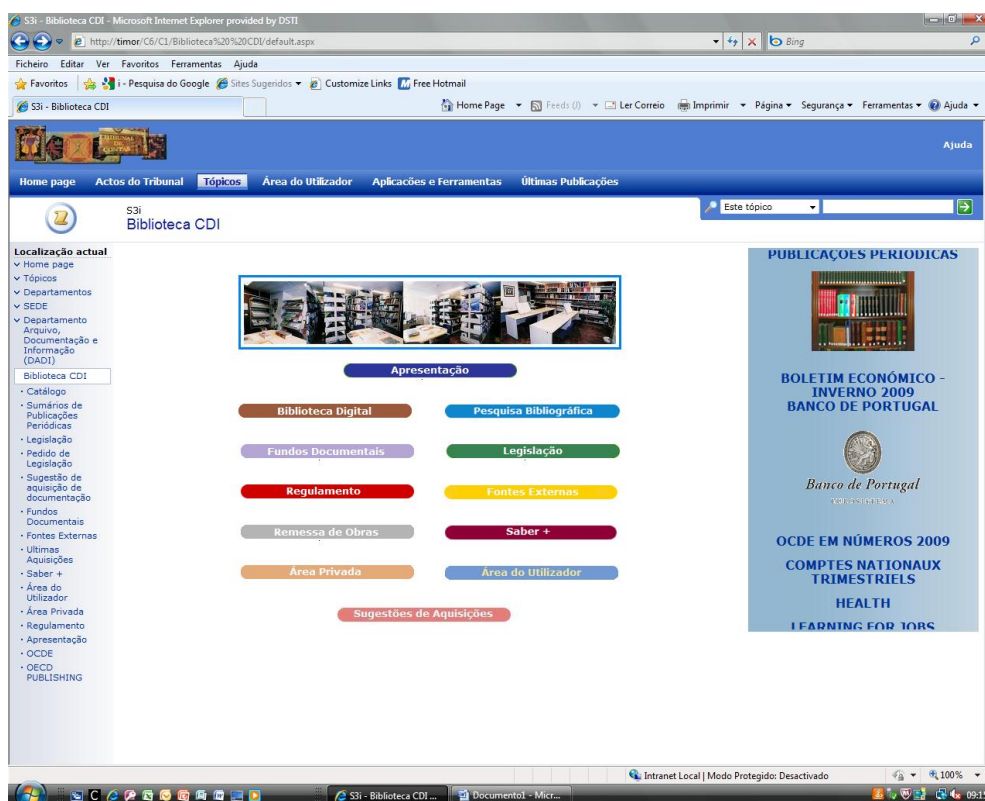 S3i - Biblioteca CDI - Microsoft Internet Explorer provided by DSTI
http://timor/C6/C1/Biblioteca%20%20CDI/default.aspx
Bing
Ficheiro Editar Ver Favoritos Ferramentas Ajuda
Favoritos i - Pesquisa do Google Sites Sugeridos Customize Links Free Hotmail
S3i - Biblioteca CDI
Home Page Feeds (J) Ler Correio Imprimir Página Segurança Ferramentas Ajuda
TRIBUNAL DE CONTAS
Ajuda
Home page Actos do Tribunal Tópicos Área do Utilizador Aplicações e Ferramentas Últimas Publicações
S3i
Biblioteca CDI
Este tópico
Localização actual
Home page
Tópicos
Departamentos
SEDE
Departamento
Arquivo,
Documentação e
Informação
(DADI)
Biblioteca CDI
Catálogo
Sumários de
Publicações
Periódicas
Legislação
Pedido de
Legislação
Sugestão de
aquisição de
documentação
Fundos
Documentais
Fontes Externas
Ultimas
Aquisições
Saber +
Área do
Utilizador
Área Privada
Regulamento
Apresentação
OCDE
OECD
PUBLISHING
Apresentação
Biblioteca Digital
Pesquisa Bibliográfica
Fundos Documentais
Legislação
Regulamento
Fontes Externas
Remessa de Obras
Saber +
Área Privada
Área do Utilizador
Sugestões de Aquisições
PUBLICAÇÕES PERIÓDICAS
BOLETIM ECONÓMICO -
INVERNO 2009
BANCO DE PORTUGAL
Banco de Portugal
OCDE EM NÚMEROS 2009
COMPTES NATIONAUX
TRIMESTRIELS
HEALTH
LEARNING FOR JOBS
Intranet Local | Modo Protegido: Desactivado
100%
S3i - Biblioteca CDI ...
Documento1 - Micr...